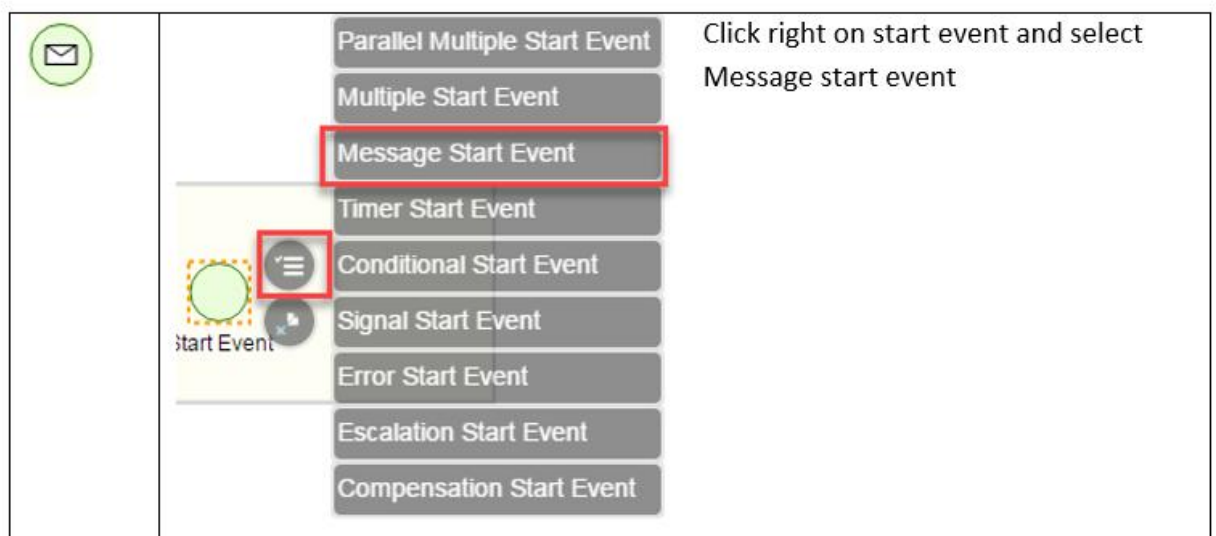 Parallel Multiple Start Event
Multiple Start Event
Message Start Event
Timer Start Event
Conditional Start Event
Signal Start Event
Start Event
Error Start Event
Escalation Start Event
Compensation Start Event
Click right on start event and select
Message start event